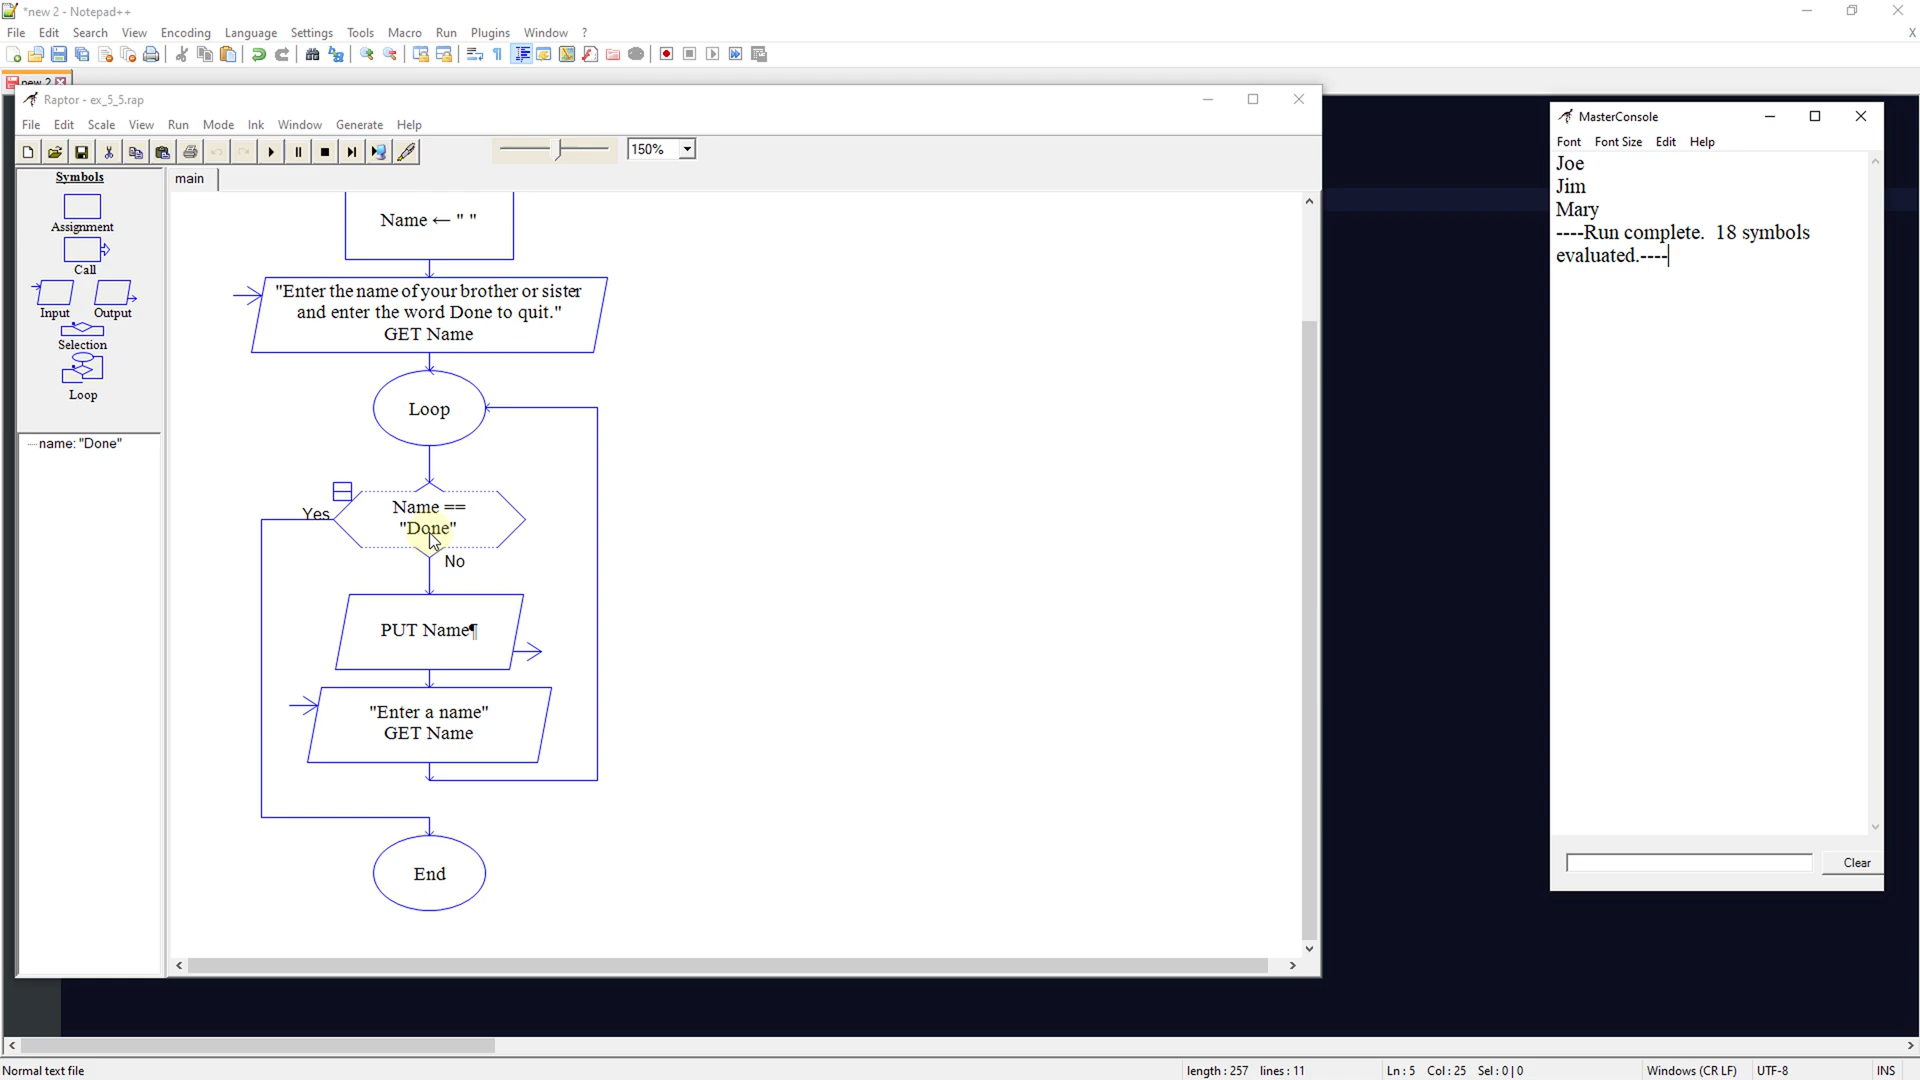 *new 2 - Notepad++
File Edit Search View Encoding Language Settings Tools Macro Run Plugins Window ?
X
new 2
Raptor - ex_5_5.rap
File Edit Scale View Run Mode Ink Window Generate Help
150%
Symbols
Assignment
Call
Input Output
Selection
Loop
name: "Done"
main
Name ← " "
"Enter the name of your brother or sister
and enter the word Done to quit."
GET Name
Loop
Name ==
"Done"
Yes
No
PUT Name¶
"Enter a name"
GET Name
End
MasterConsole
Font Font Size Edit Help
Joe
Jim
Mary
----Run complete.  18 symbols
evaluated.----
Clear
Normal text file
length : 257 lines : 11
Ln : 5 Col : 25 Sel : 0 | 0
Windows (CR LF)
UTF-8
INS